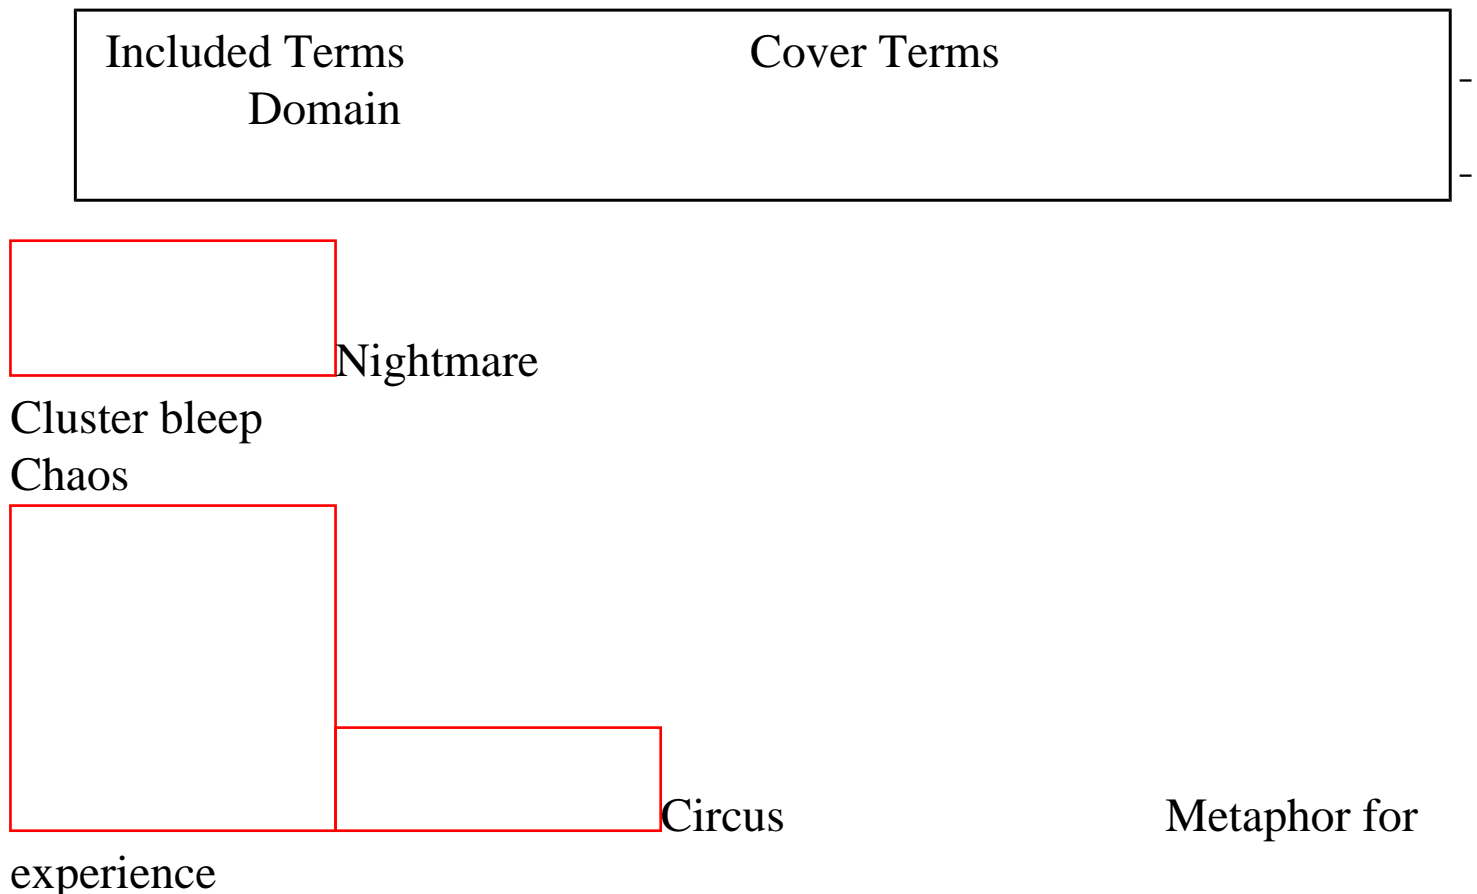 Included Terms Cover Terms
Domain
Nightmare
Cluster bleep
Chaos
Circus Metaphor for
experience